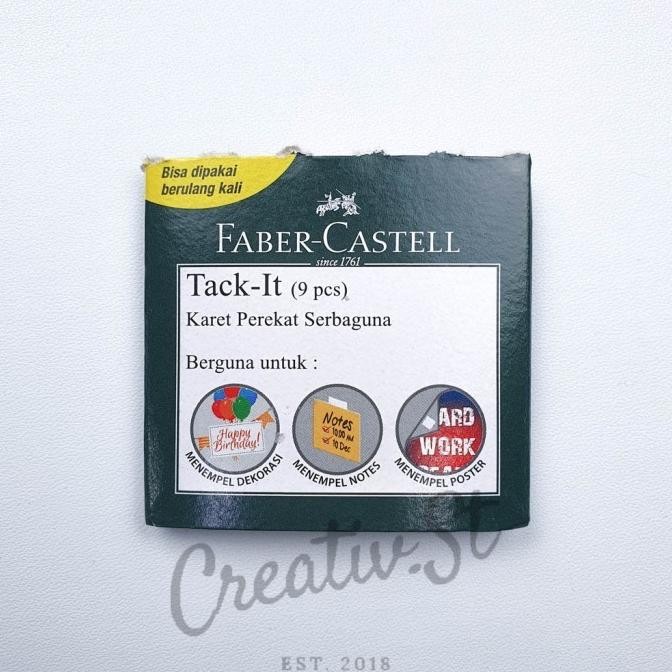 Bisa dipakai
berulang kali
FABER-CASTELL
since 1761
Tack-It (9 pcs)
Karet Perekat Serbaguna
Berguna untuk :
Happy
Birthday!
MENEMPEL DEKORASI
Notes
10.00 AM
10 Dec
MENEMPEL NOTES
ARD
WORK
MENEMPEL POSTER
Creativ.St
EST. 2018